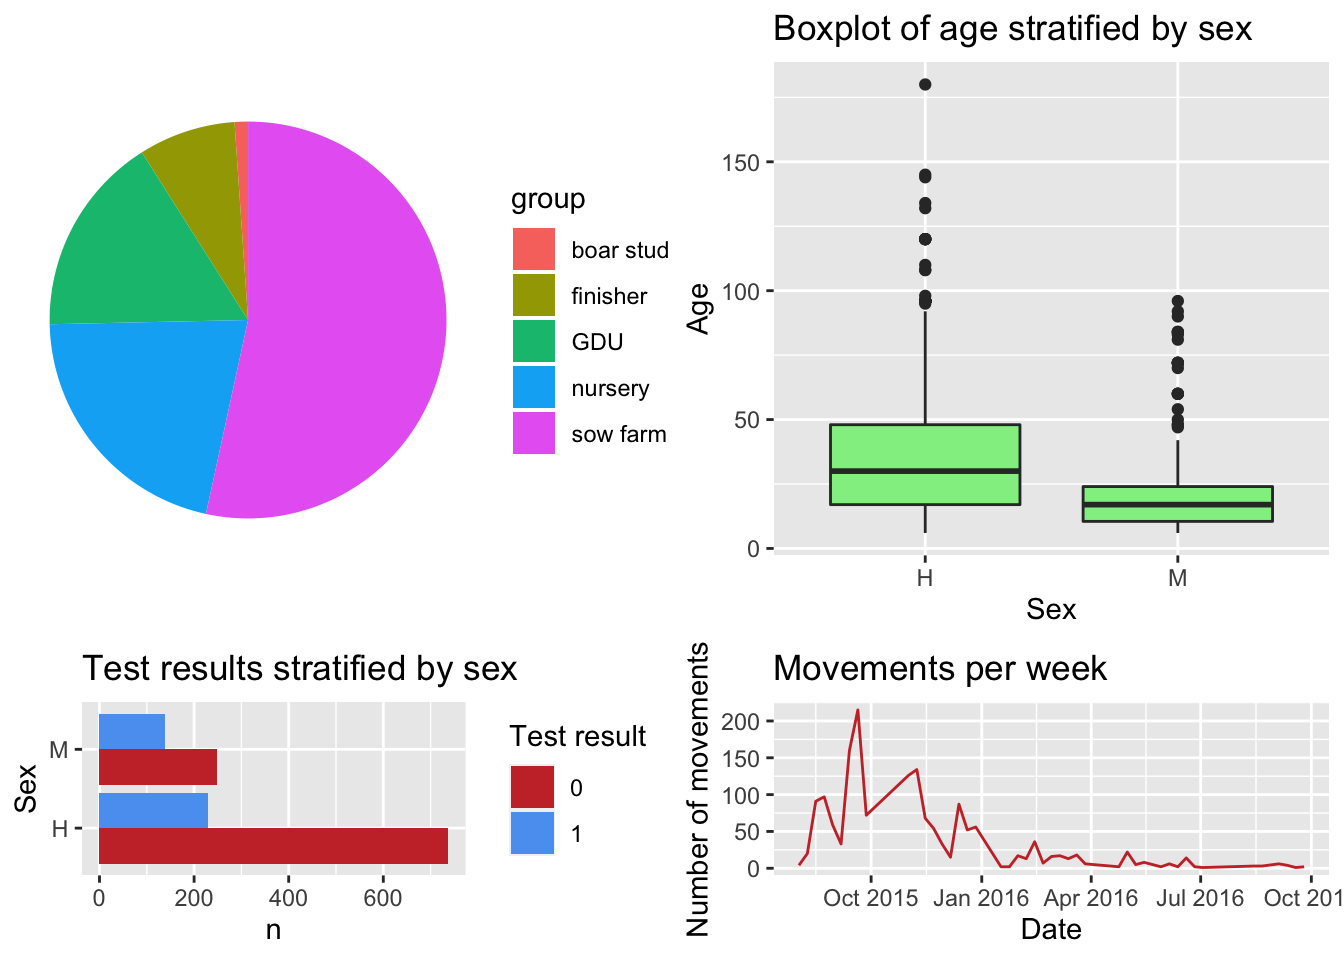 group
boar stud
finisher
GDU
nursery
sow farm
Boxplot of age stratified by sex
Age
150
100
50
0
H
M
Sex
Test results stratified by sex
Sex
M
H
0
200
400
600
n
Test result
0
1
Movements per week
Number of movements
200
150
100
50
0
Oct 2015
Jan 2016
Apr 2016
Jul 2016
Oct 201
Date